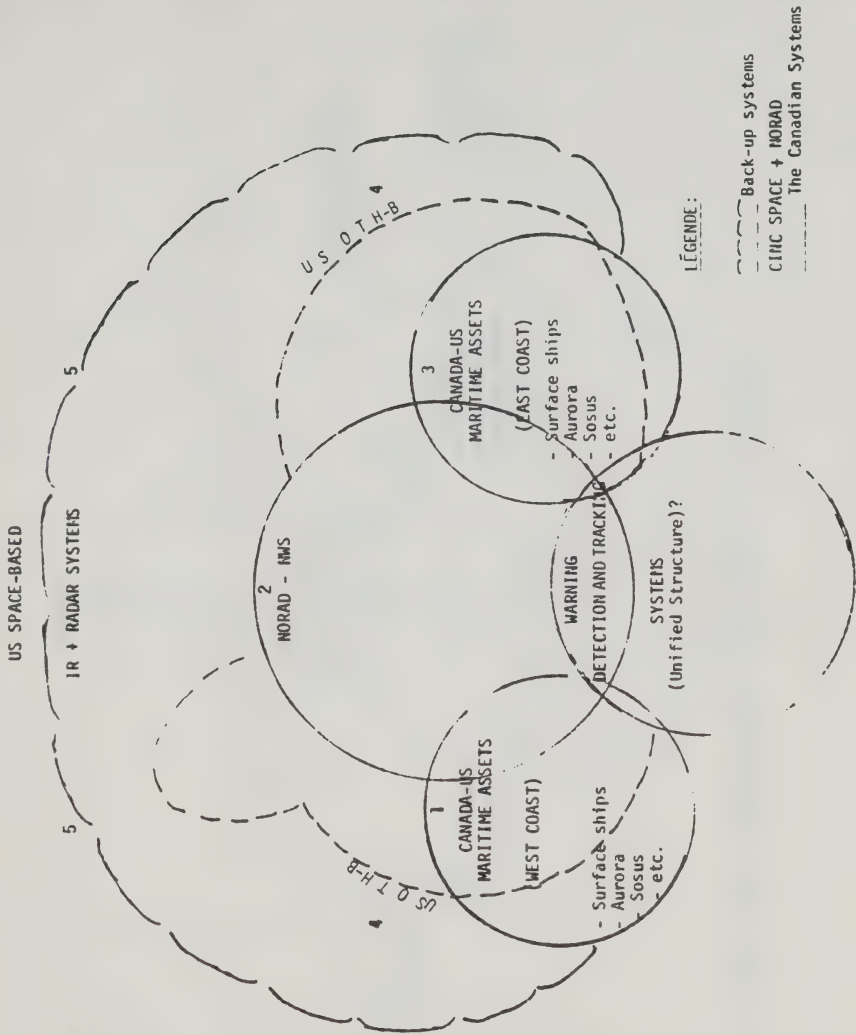 US SPACE-BASED
5
5
IR + RADAR SYSTEMS
4
4
US OTH-B
US OTH-B
2
NORAD - NWS
1
CANADA-US
MARITIME ASSETS
(WEST COAST)
- Surface ships
- Aurora
- Sosus
- etc.
3
CANADA-US
MARITIME ASSETS
(EAST COAST)
- Surface ships
- Aurora
- Sosus
- etc.
WARNING
DETECTION AND TRACKING
SYSTEMS
(Unified Structure)?
LÉGENDE:
Back-up systems
CINC SPACE + NORAD
The Canadian Systems